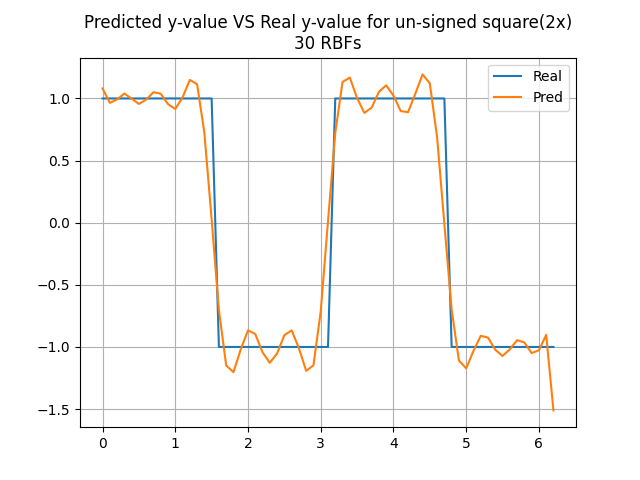 Predicted y-value VS Real y-value for un-signed square(2x)
30 RBFs
Real
Pred
1.0
0.5
0.0
−0.5
−1.0
−1.5
0 1 2 3 4 5 6